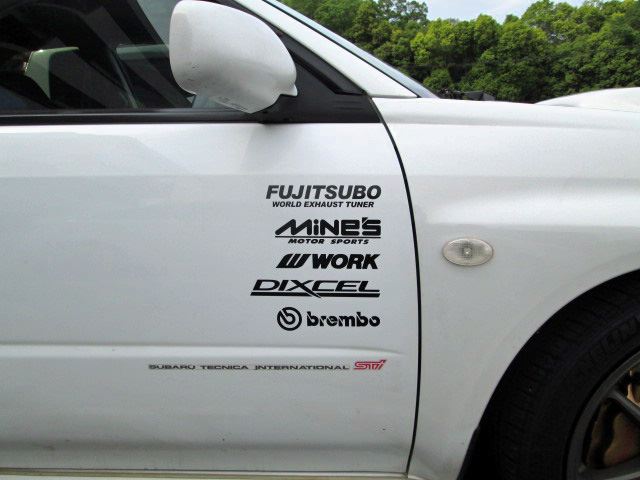 FUJITSUBO
WORLD EXHAUST TUNER
MiNE'S
MOTOR SPORTS
W WORK
DIXCEL
B brembo
SUBARU TECNICA INTERNATIONAL STi